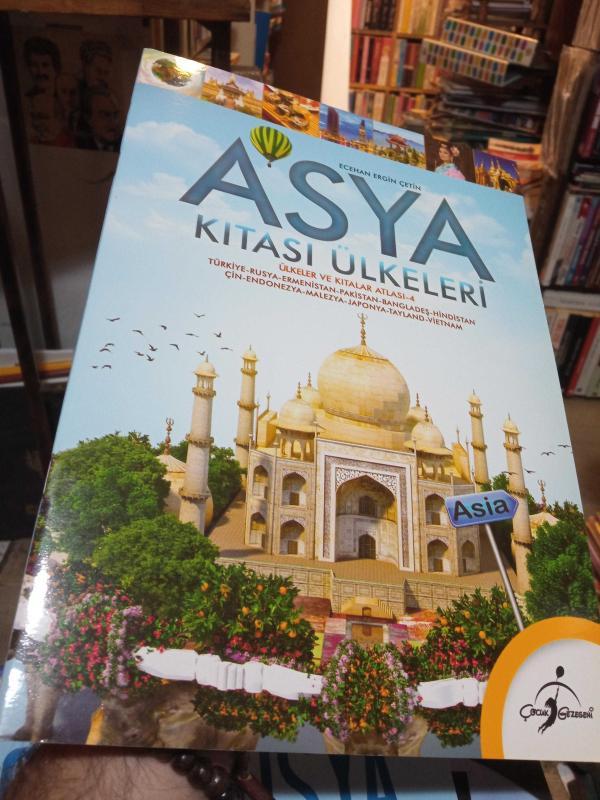 ECEHAN ERGİN ÇETİN
ASYA
KITASI ÜLKELERİ
ÜLKELER VE KITALAR ATLASI-4
TÜRKİYE-RUSYA-ERMENİSTAN-PAKİSTAN-BANGLADEŞ-HİNDİSTAN
ÇİN-ENDONEZYA-MALEZYA-JAPONYA-TAYLAND-VİETNAM
Asia
ÇOCUK GEZEGENİ
ASYA